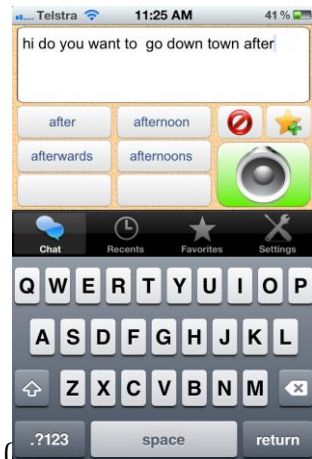 Telstra 11:25 AM 41 %
hi do you want to  go down town after
after afternoon
afterwards afternoons
Chat Recents Favorites Settings
Q W E R T Y U I O P
A S D F G H J K L
Z X C V B N M
.?123 space return
(